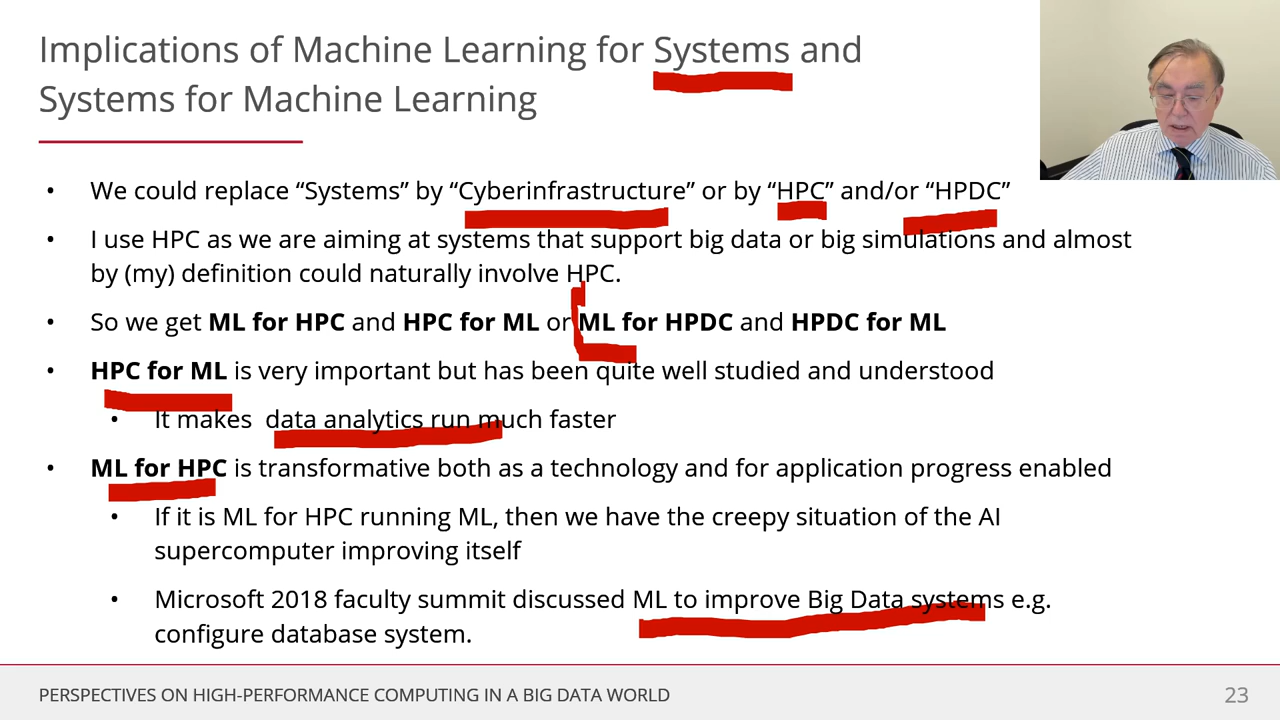 Implications of Machine Learning for Systems and
Systems for Machine Learning
• We could replace “Systems” by “Cyberinfrastructure” or by “HPC” and/or “HPDC”
• I use HPC as we are aiming at systems that support big data or big simulations and almost
by (my) definition could naturally involve HPC.
• So we get ML for HPC and HPC for ML or ML for HPDC and HPDC for ML
• HPC for ML is very important but has been quite well studied and understood
• It makes data analytics run much faster
• ML for HPC is transformative both as a technology and for application progress enabled
• If it is ML for HPC running ML, then we have the creepy situation of the AI
supercomputer improving itself
• Microsoft 2018 faculty summit discussed ML to improve Big Data systems e.g.
configure database system.
PERSPECTIVES ON HIGH-PERFORMANCE COMPUTING IN A BIG DATA WORLD
23